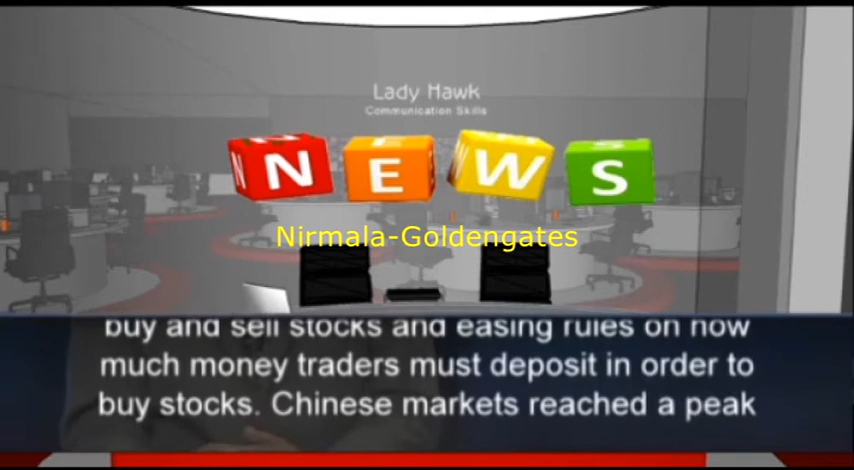 Lady Hawk
Communication Skills
NEWS
Nirmala-Goldengates
buy and sell stocks and easing rules on how
much money traders must deposit in order to
buy stocks. Chinese markets reached a peak